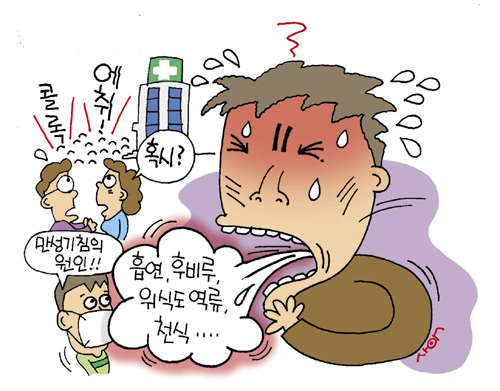 에취!
콜록
혹시?
만성기침의
원인!!
흡연, 후비루,
위식도 역류,
천식 ....